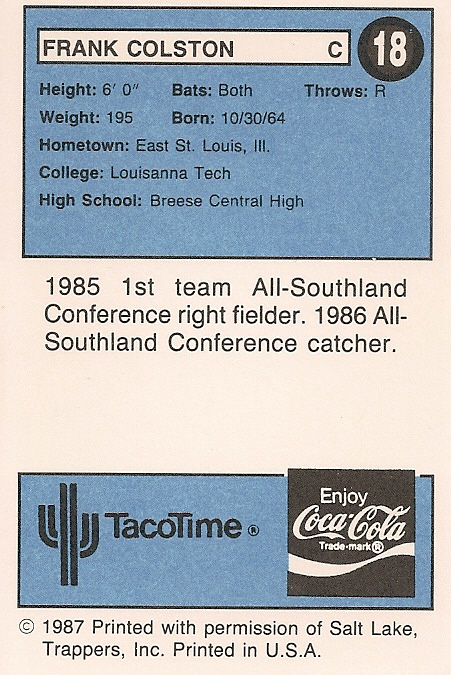 FRANK COLSTON C 18
Height: 6' 0" Bats: Both Throws: R
Weight: 195 Born: 10/30/64
Hometown: East St. Louis, Ill.
College: Louisanna Tech
High School: Breese Central High
1985 1st team All-Southland
Conference right fielder. 1986 All-
Southland Conference catcher.
TacoTime ®
Enjoy
Coca-Cola
Trade-mark®
© 1987 Printed with permission of Salt Lake,
Trappers, Inc. Printed in U.S.A.